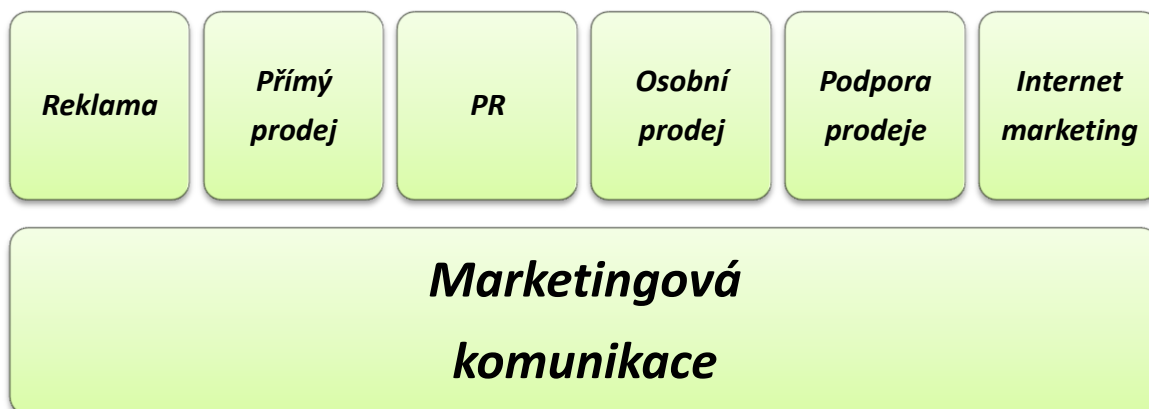 Reklama
Přímý
prodej
PR
Osobní
prodej
Podpora
prodeje
Internet
marketing
Marketingová
komunikace